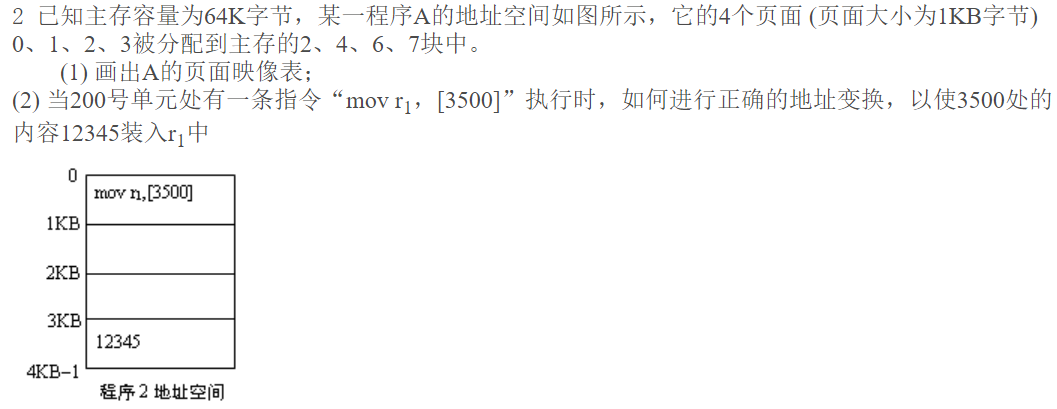 2 已知主存容量为64K字节，某一程序A的地址空间如图所示，它的4个页面 (页面大小为1KB字节)
0、1、2、3被分配到主存的2、4、6、7块中。
(1) 画出A的页面映像表；
(2) 当200号单元处有一条指令“mov r1，[3500]”执行时，如何进行正确的地址变换，以使3500处的
内容12345装入r1中
0
mov r1,[3500]
1KB
2KB
3KB
12345
4KB-1
程序 2 地址空间